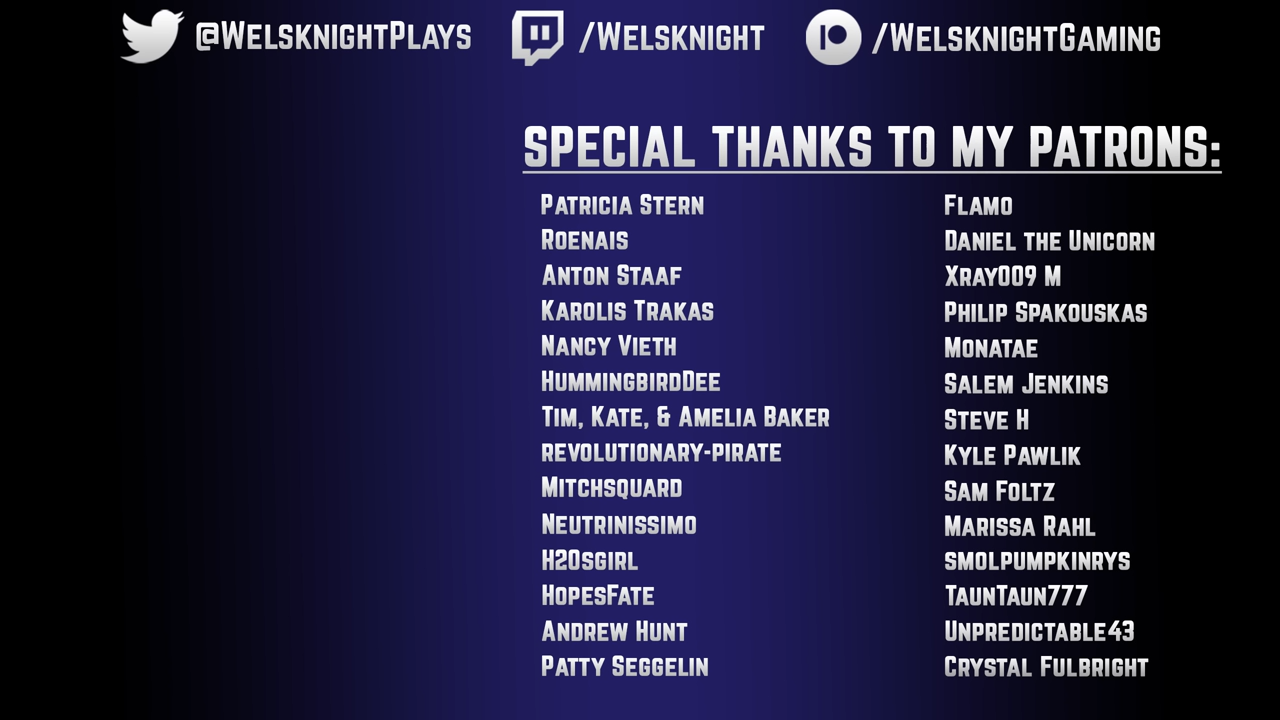 @WelsknightPlays /Welsknight /WelsknightGaming
SPECIAL THANKS TO MY PATRONS:
Patricia Stern
Roenais
Anton Staaf
Karolis Trakas
Nancy Vieth
HummingbirdDee
Tim, Kate, & Amelia Baker
revolutionary-pirate
Mitchsquard
Neutrinissimo
H2Osgirl
HopesFate
Andrew Hunt
Patty Seggelin
Flamo
Daniel the Unicorn
Xray009 M
Philip Spakouskas
Monatae
Salem Jenkins
Steve H
Kyle Pawlik
Sam Foltz
Marissa Rahl
smolpumpkinrys
TaunTaun777
Unpredictable43
Crystal Fulbright